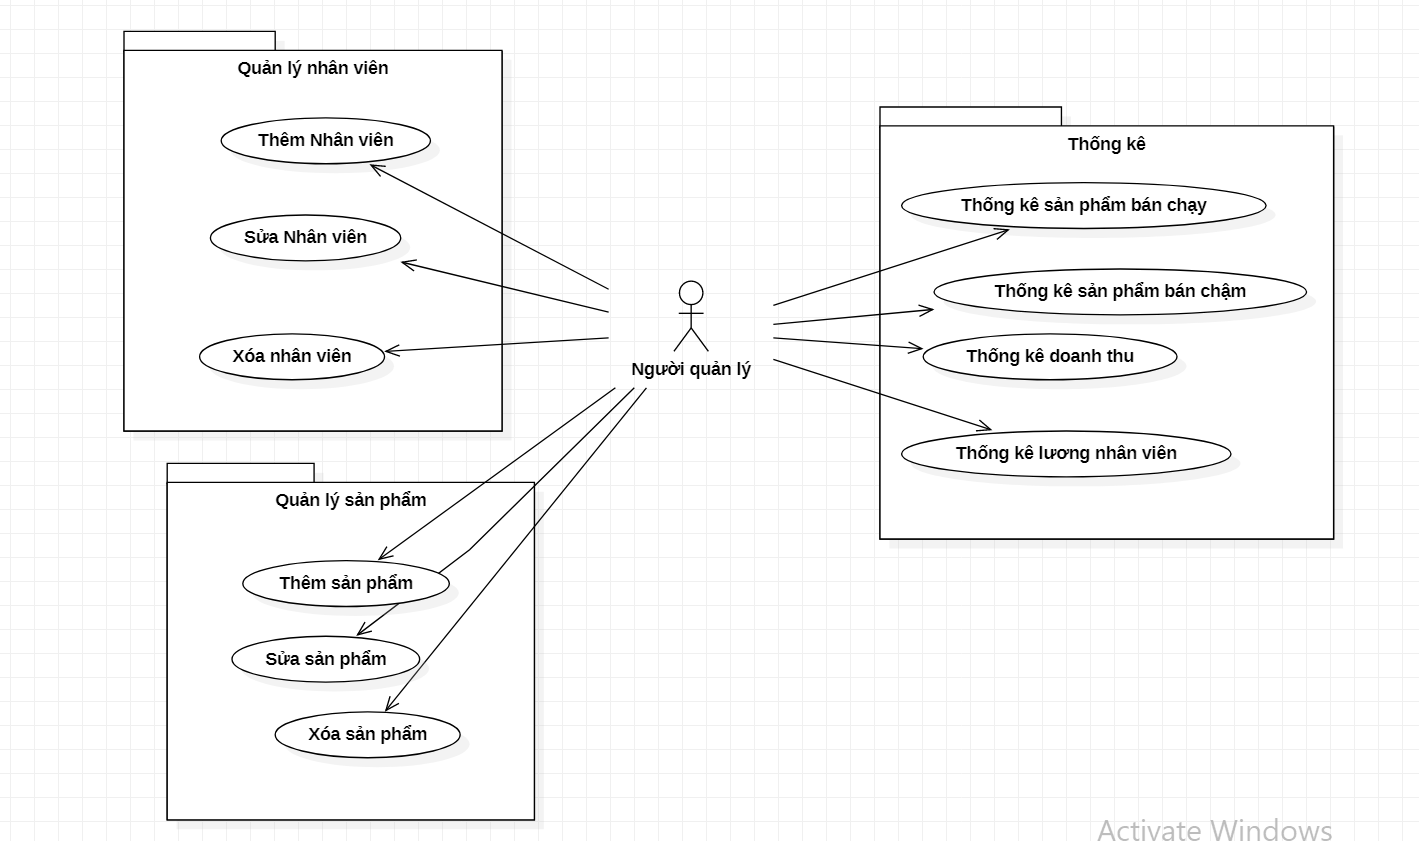 Quản lý nhân viên
Thêm Nhân viên
Sửa Nhân viên
Xóa nhân viên
Thống kê
Thống kê sản phẩm bán chạy
Thống kê sản phẩm bán chậm
Thống kê doanh thu
Thống kê lương nhân viên
Người quản lý
Quản lý sản phẩm
Thêm sản phẩm
Sửa sản phẩm
Xóa sản phẩm
Activate Windows